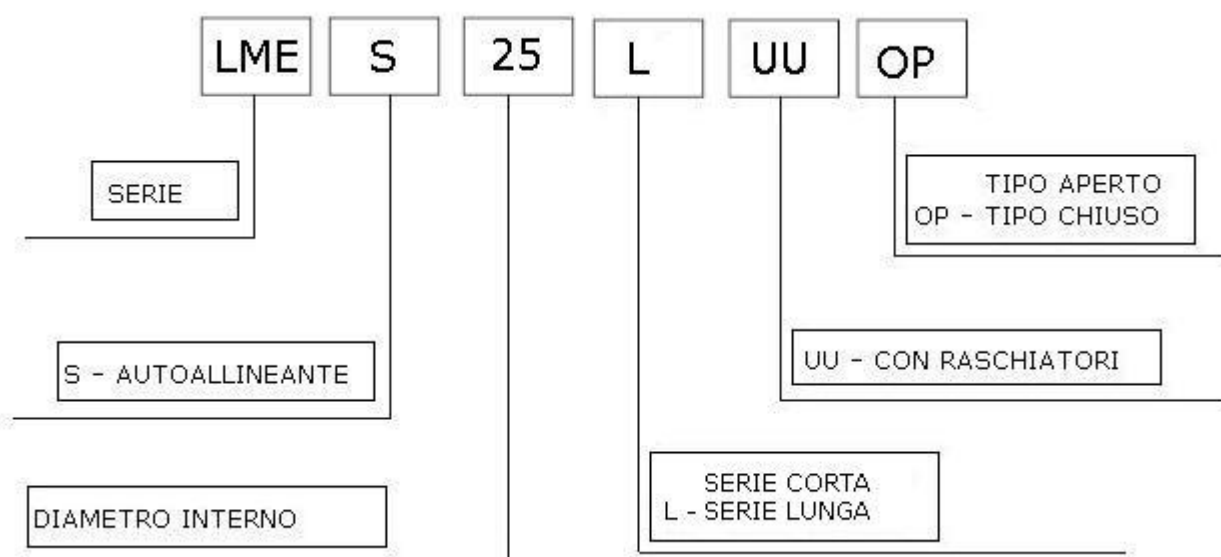 LME S 25 L UU OP
SERIE
TIPO APERTO
OP - TIPO CHIUSO
S - AUTOALLINEANTE
UU - CON RASCHIATORI
DIAMETRO INTERNO
SERIE CORTA
L - SERIE LUNGA